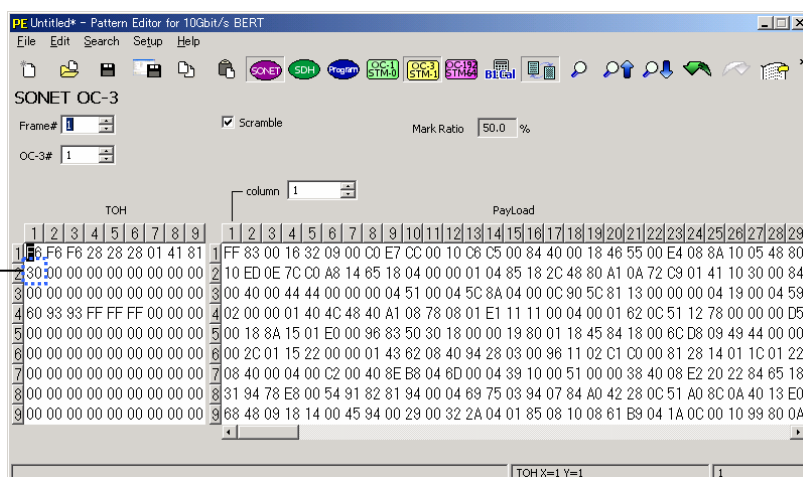 PE Untitled* - Pattern Editor for 10Gbit/s BERT
File Edit Search Setup Help
SONET SDH Program OC-1 STM-0 OC-3 STM-1 OC-192 STM64 BE Cal
SONET OC-3
Frame# 1 Scramble Mark Ratio 50.0 %
OC-3# 1
column 1
TOH PayLoad
1 2 3 4 5 6 7 8 9 1 2 3 4 5 6 7 8 9 10 11 12 13 14 15 16 17 18 19 20 21 22 23 24 25 26 27 28 29
1 F6 F6 F6 28 28 28 01 41 81 1 FF 83 00 16 32 09 00 C0 E7 CC 00 10 06 C5 00 84 40 00 18 46 55 00 E4 08 8A 10 05 48 80
2 30 00 00 00 00 00 00 00 00 2 10 ED 0E 7C C0 A8 14 65 18 04 00 00 01 04 85 18 2C 48 80 A1 0A 72 C9 01 41 10 30 00 84
3 00 00 00 00 00 00 00 00 00 3 00 40 00 44 44 00 00 00 04 51 00 04 5C 8A 04 00 0C 90 5C 81 13 00 00 00 04 19 00 04 59
4 60 93 93 FF FF FF 00 00 00 4 02 00 00 01 40 4C 48 40 A1 08 78 08 01 E1 11 11 00 04 00 01 62 0C 51 12 78 00 00 00 D5
5 00 00 00 00 00 00 00 00 00 5 00 18 8A 15 01 E0 00 96 83 50 30 18 00 00 19 80 01 18 45 84 18 00 6C D8 09 49 44 00 00
6 00 00 00 00 00 00 00 00 00 6 00 2C 01 15 22 00 00 01 43 62 08 40 94 28 03 00 96 11 02 C1 C0 00 81 28 14 01 1C 01 22
7 00 00 00 00 00 00 00 00 00 7 08 40 00 04 00 C2 00 40 8E B8 04 6D 00 04 39 10 00 51 00 00 38 40 08 E2 20 22 84 65 18
8 00 00 00 00 00 00 00 00 00 8 31 94 78 E8 00 54 91 82 81 94 00 04 69 75 03 94 07 84 A0 42 28 0C 51 A0 8C 0A 40 13 E0
9 00 00 00 00 00 00 00 00 00 9 68 48 09 18 14 00 45 94 00 29 00 32 2A 04 01 85 08 10 08 61 B9 04 1A 0C 00 10 99 80 0A
TOH X=1 Y=1 1